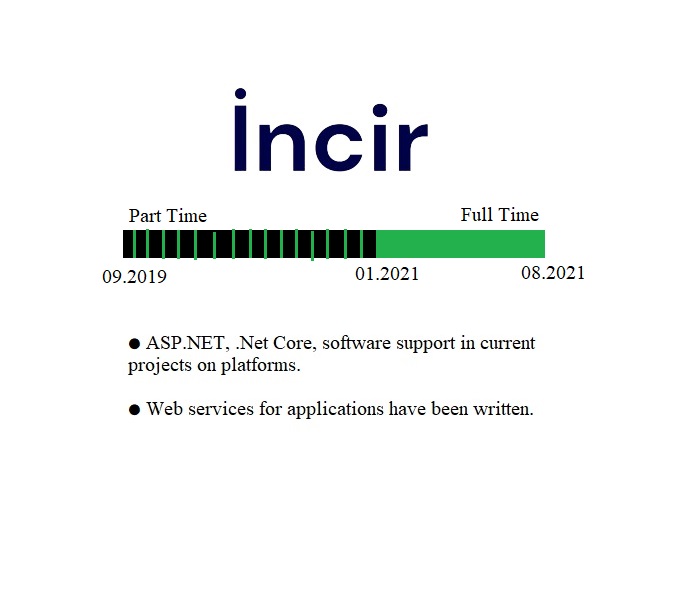 İncir
Part Time Full Time
09.2019 01.2021 08.2021
● ASP.NET, .Net Core, software support in current
projects on platforms.
● Web services for applications have been written.